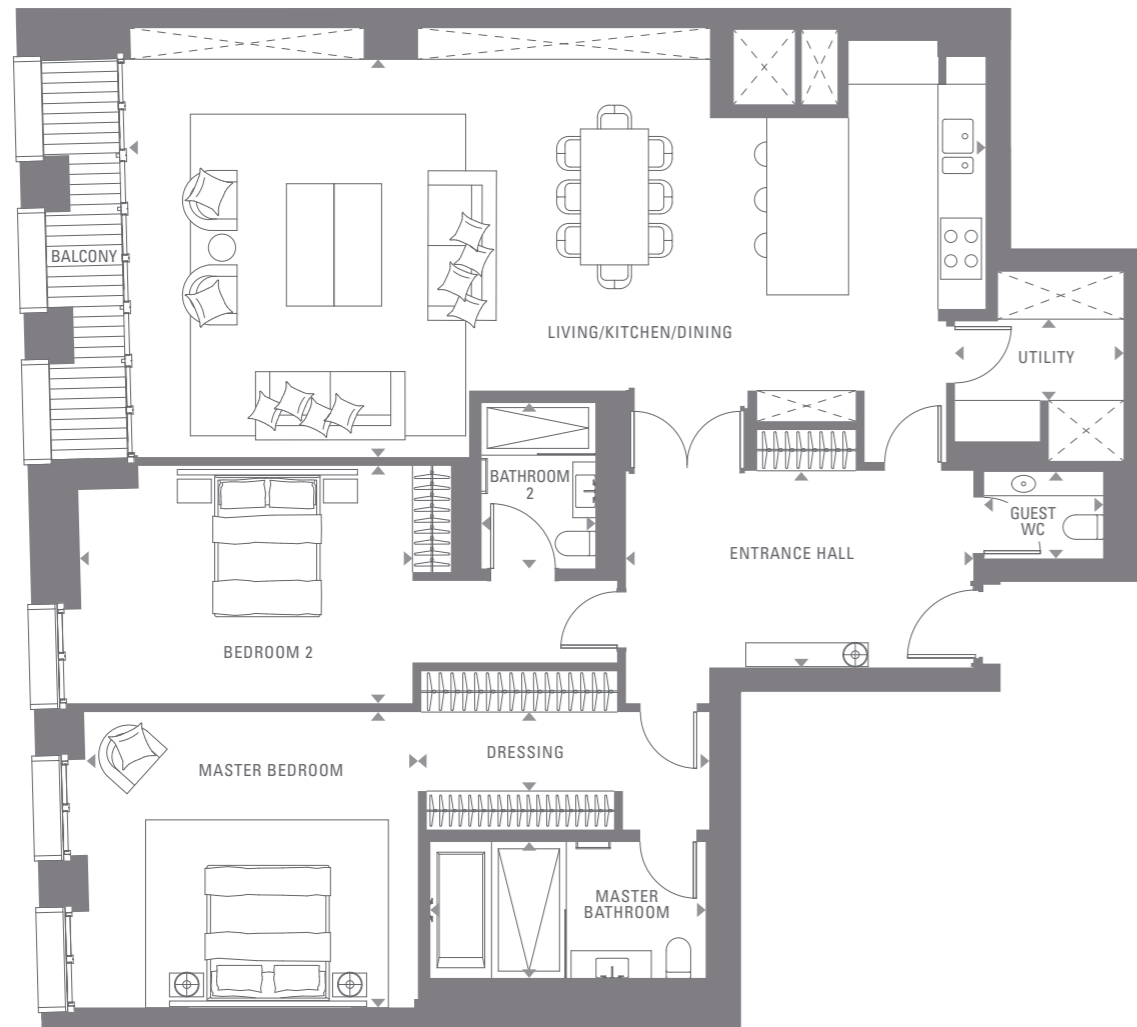 BALCONY
LIVING/KITCHEN/DINING
UTILITY
BATHROOM
2
GUEST
WC
ENTRANCE HALL
BEDROOM 2
DRESSING
MASTER BEDROOM
MASTER
BATHROOM